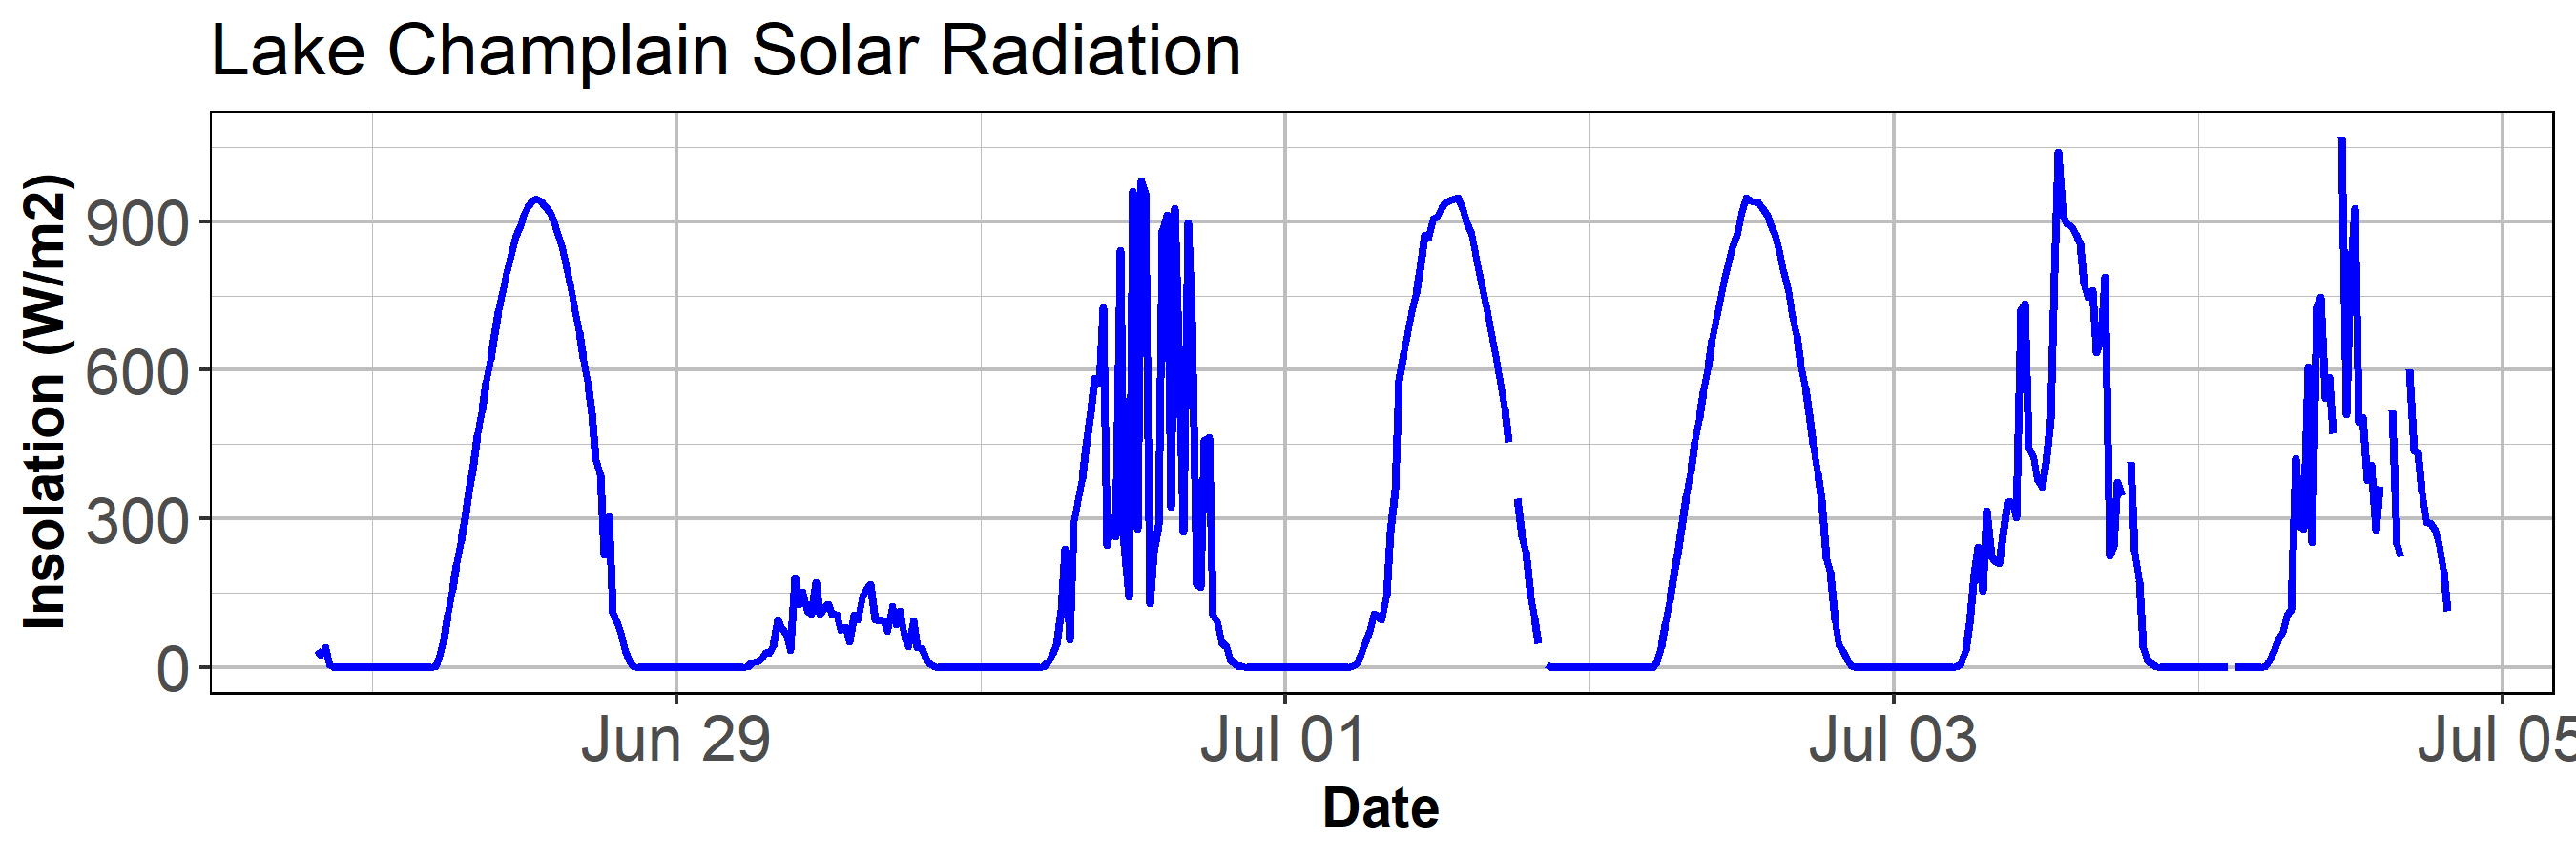 Lake Champlain Solar Radiation
Insolation (W/m2)
900
600
300
0
Jun 29
Jul 01
Jul 03
Jul 05
Date